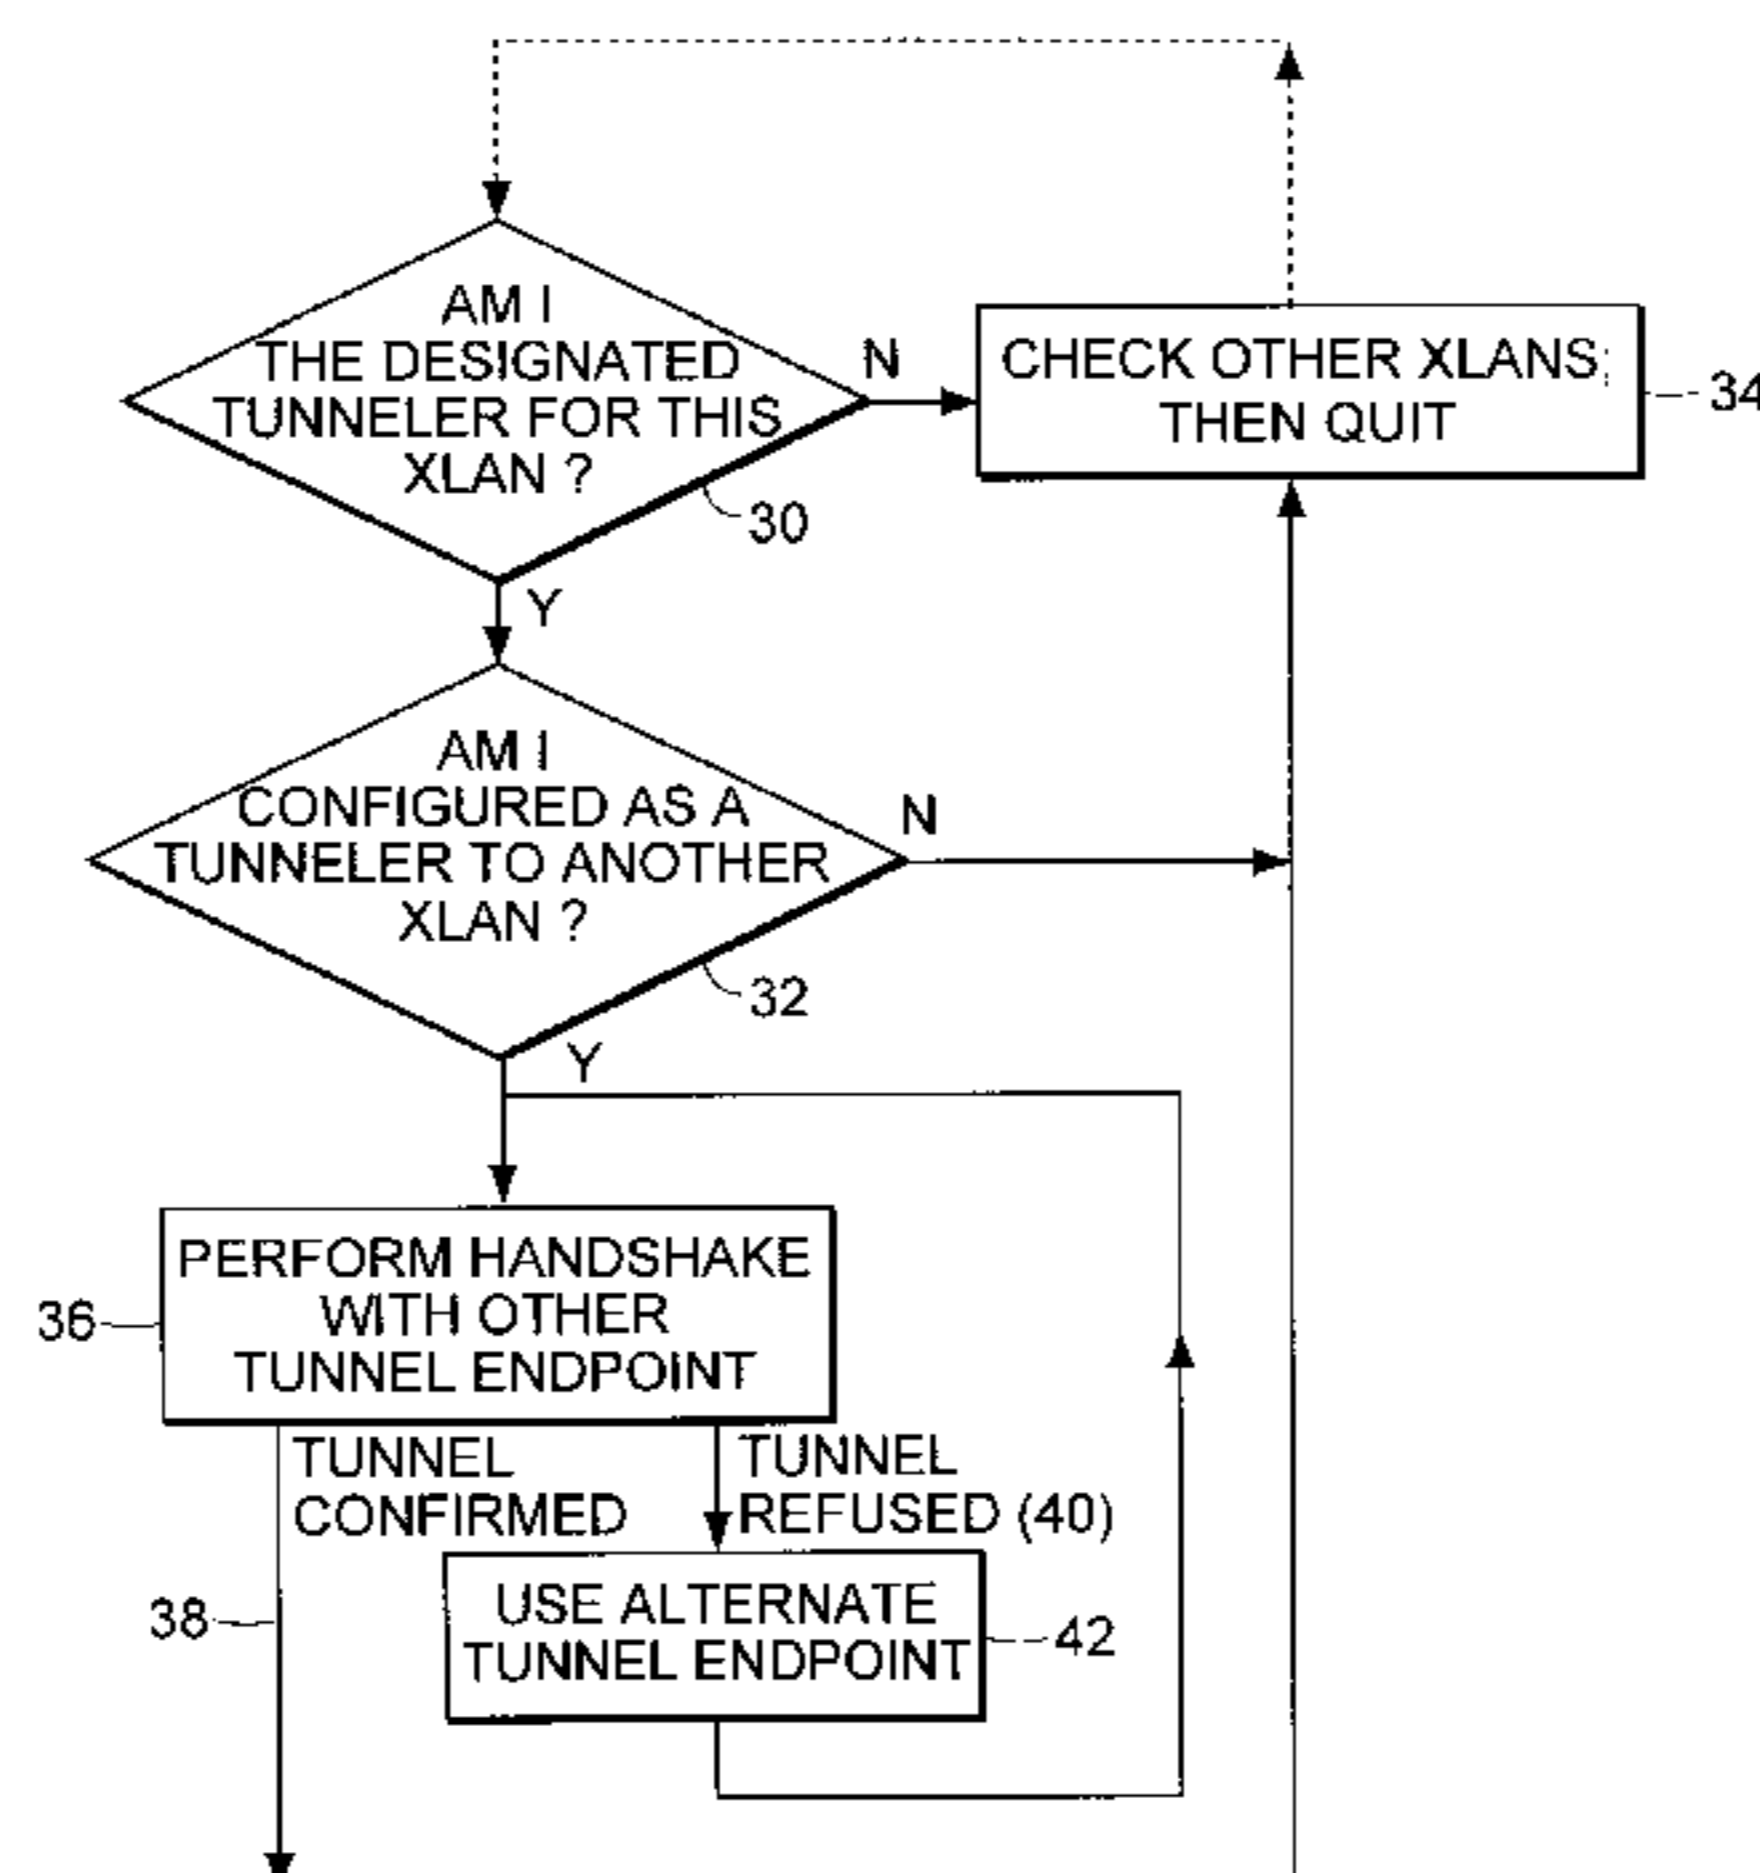 AM I
THE DESIGNATED
TUNNELER FOR THIS
XLAN ?
N
CHECK OTHER XLANS;
THEN QUIT
34
30
Y
AM I
CONFIGURED AS A
TUNNELER TO ANOTHER
XLAN ?
N
32
Y
PERFORM HANDSHAKE
WITH OTHER
TUNNEL ENDPOINT
36
TUNNEL
CONFIRMED
TUNNEL
REFUSED (40)
38
USE ALTERNATE
TUNNEL ENDPOINT
42